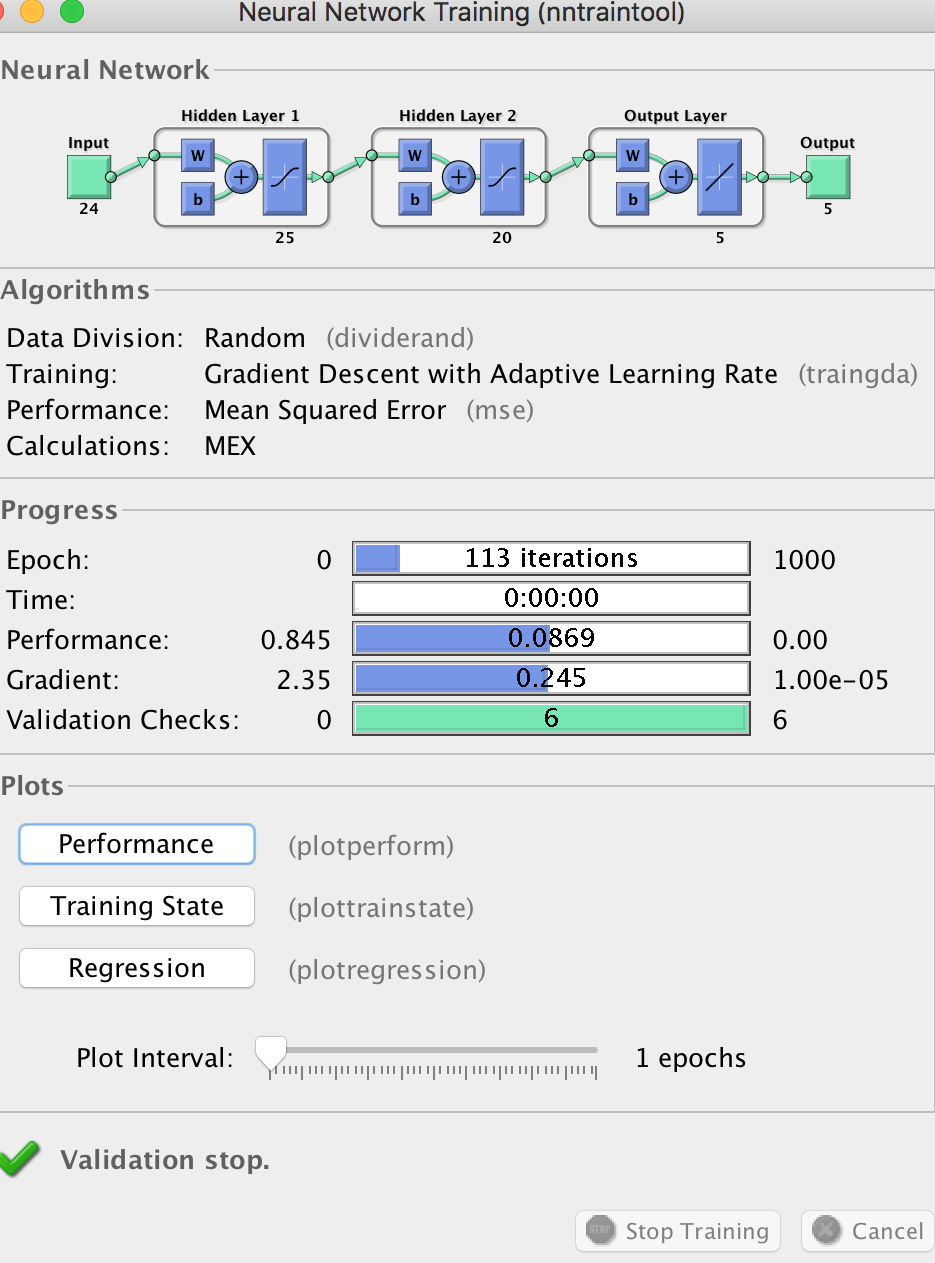 Neural Network Training (nntraintool)
Neural Network
Hidden Layer 1 Hidden Layer 2 Output Layer
Input Output
W W W
b b b
24 5
25 20 5
Algorithms
Data Division: Random (dividerand)
Training: Gradient Descent with Adaptive Learning Rate (traingda)
Performance: Mean Squared Error (mse)
Calculations: MEX
Progress
Epoch: 0 113 iterations 1000
Time: 0:00:00
Performance: 0.845 0.0869 0.00
Gradient: 2.35 0.245 1.00e-05
Validation Checks: 0 6 6
Plots
Performance (plotperform)
Training State (plottrainstate)
Regression (plotregression)
Plot Interval: 1 epochs
Validation stop.
STOP Stop Training Cancel